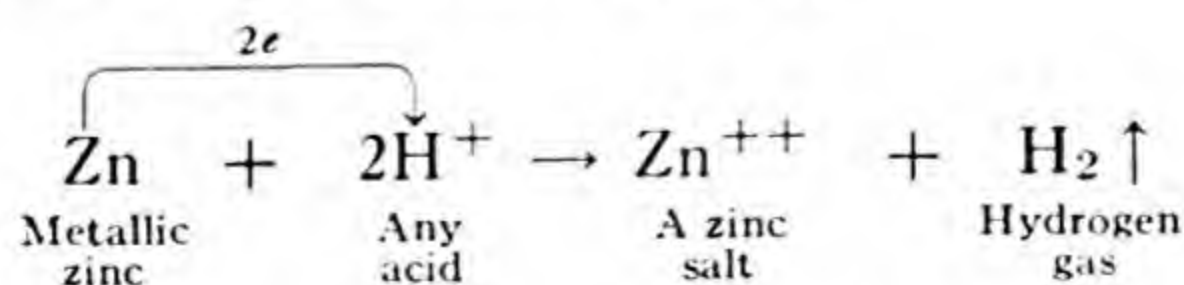 2e
Zn + 2H⁺ → Zn⁺⁺ + H₂ ↑
Metallic zinc Any acid A zinc salt Hydrogen gas